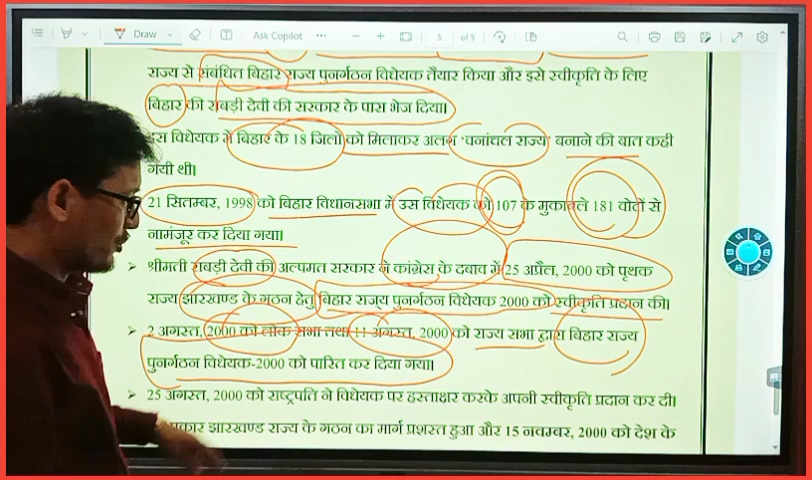 Draw
Ask Copilot
5 of 5
राज्य से संबंधित बिहार राज्य पुनर्गठन विधेयक तैयार किया और इसे स्वीकृति के लिए
बिहार की राबड़ी देवी की सरकार के पास भेज दिया।
इस विधेयक में बिहार के 18 जिलों को मिलाकर अलग 'वनांचल राज्य' बनाने की बात कही
गयी थी।
21 सितम्बर, 1998 को बिहार विधानसभा में उस विधेयक को 107 के मुकाबले 181 वोटों से
नामंजूर कर दिया गया।
➢ श्रीमती राबड़ी देवी की अल्पमत सरकार ने कांग्रेस के दबाव में 25 अप्रैल, 2000 को पृथक
राज्य झारखण्ड के गठन हेतु बिहार राज्य पुनर्गठन विधेयक 2000 को स्वीकृति प्रदान की।
➢ 2 अगस्त, 2000 को लोक सभा तथा 11 अगस्त, 2000 को राज्य सभा द्वारा बिहार राज्य
पुनर्गठन विधेयक-2000 को पारित कर दिया गया।
➢ 25 अगस्त, 2000 को राष्ट्रपति ने विधेयक पर हस्ताक्षर करके अपनी स्वीकृति प्रदान कर दी।
प्रकार झारखण्ड राज्य के गठन का मार्ग प्रशस्त हुआ और 15 नवम्बर, 2000 को देश के